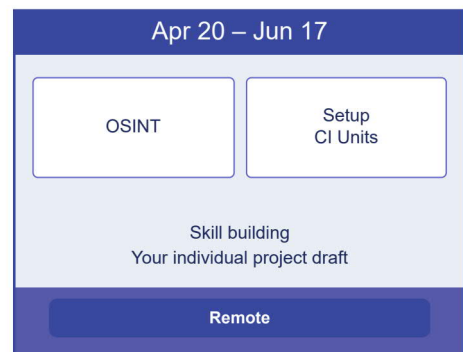 Apr 20 – Jun 17
OSINT
Setup
CI Units
Skill building
Your individual project draft
Remote